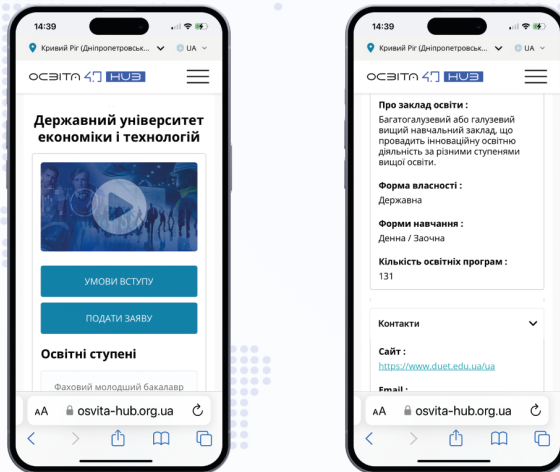 14:39
Кривий Ріг (Дніпропетровськ...
UA
ОСВІТА 4.0 HUB
Державний університет
економіки і технологій
УМОВИ ВСТУПУ
ПОДАТИ ЗАЯВУ
Освітні ступені
Фаховий молодший бакалавр
AA osvita-hub.org.ua
14:39
Кривий Ріг (Дніпропетровськ...
UA
ОСВІТА 4.0 HUB
Про заклад освіти :
Багатогалузевий або галузевий
вищий навчальний заклад, що
провадить інноваційну освітню
діяльність за різними ступенями
вищої освіти.
Форма власності :
Державна
Форми навчання :
Денна / Заочна
Кількість освітніх програм :
131
Контакти
Сайт :
https://www.duet.edu.ua/ua
Email :
AA osvita-hub.org.ua